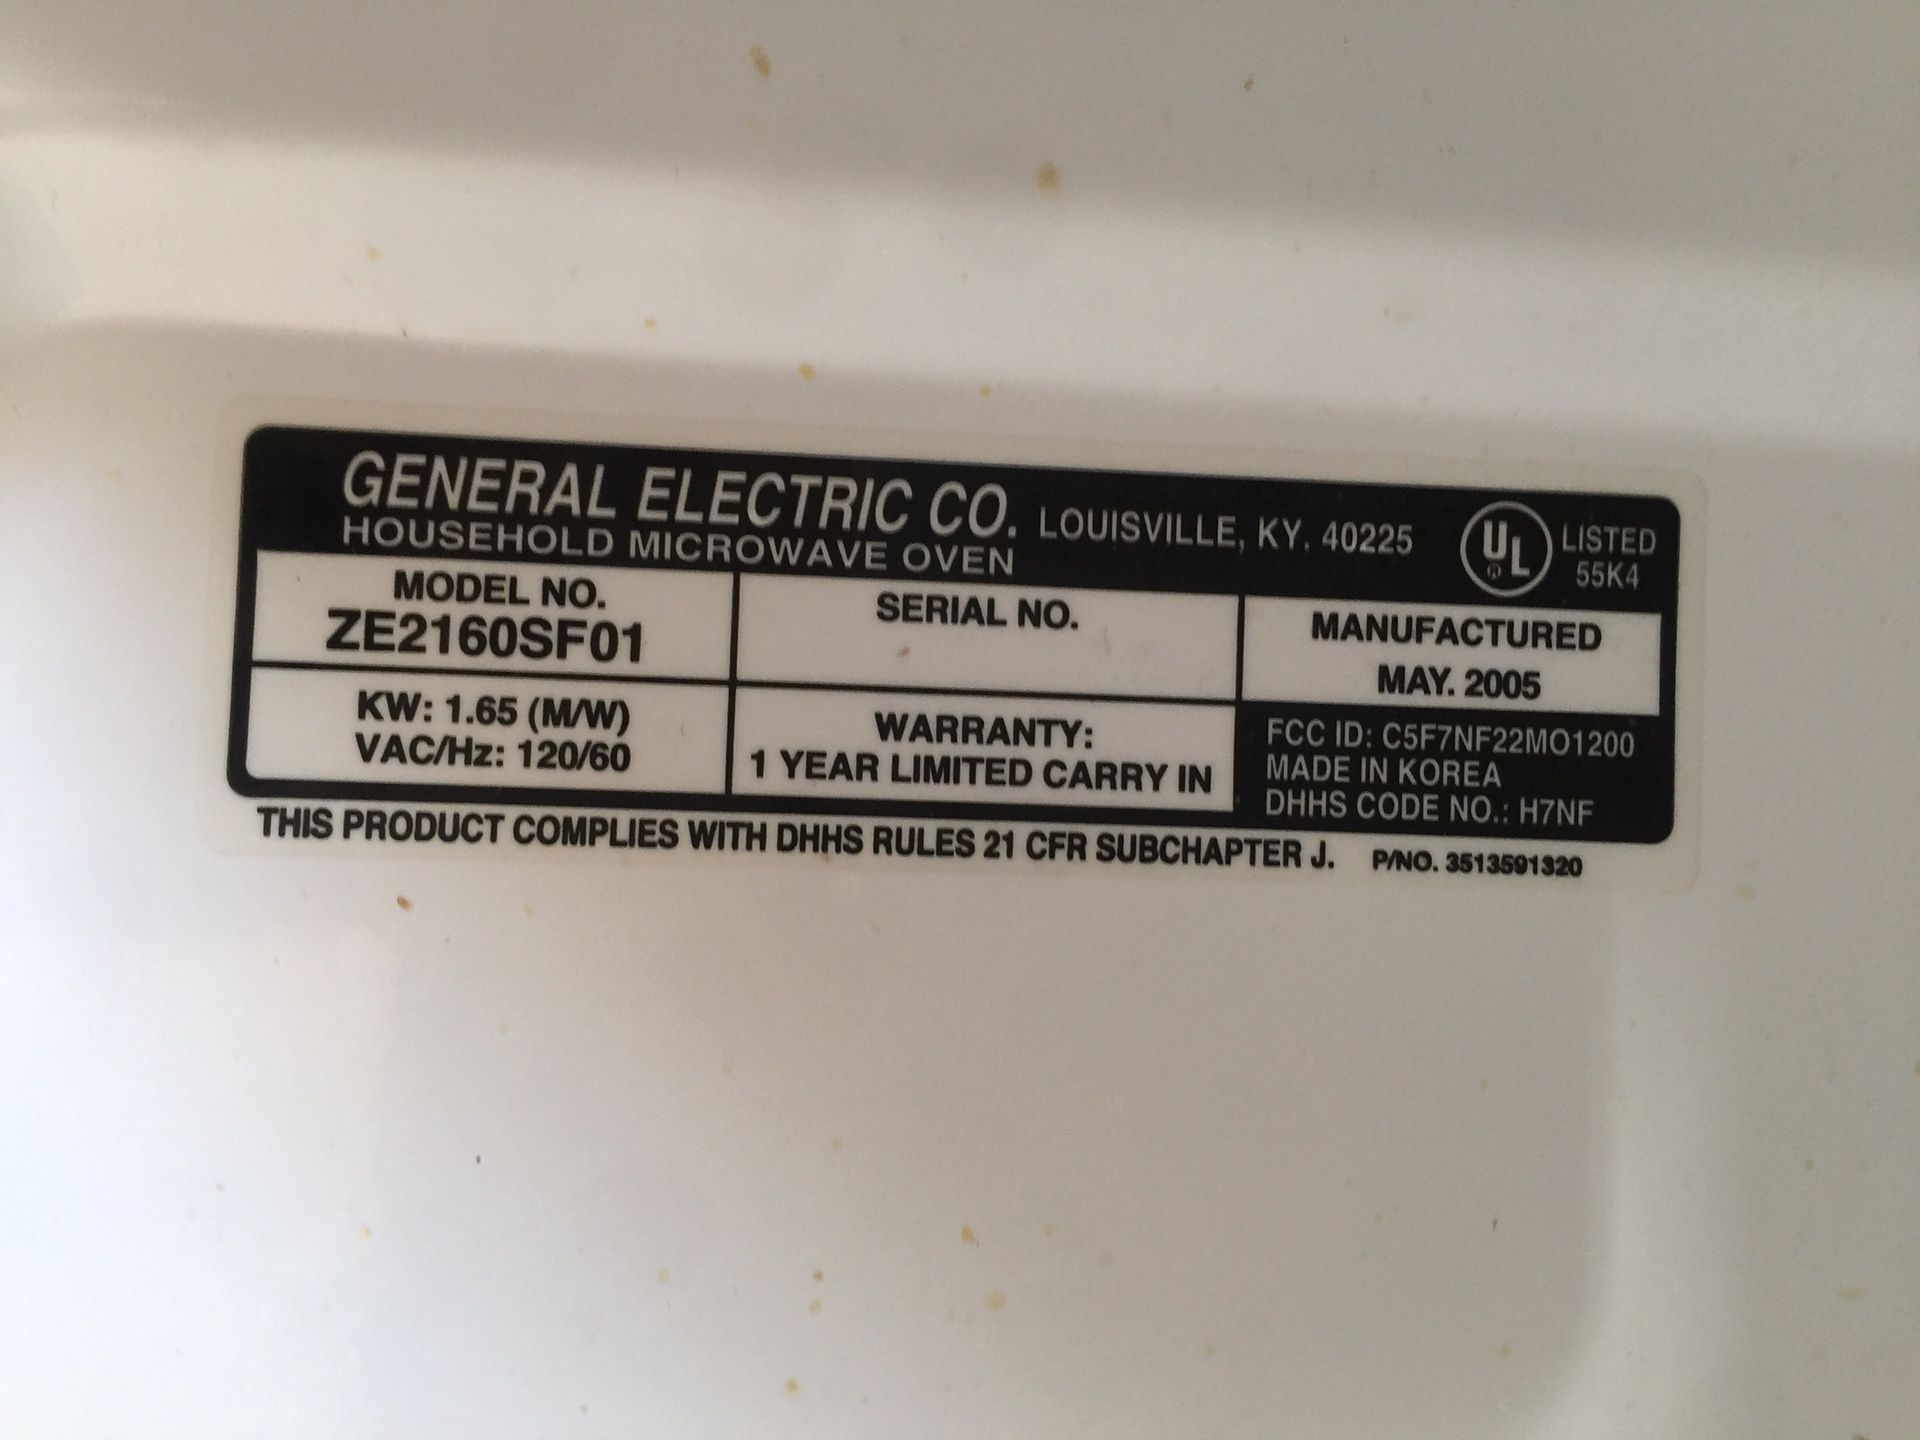 GENERAL ELECTRIC CO. LOUISVILLE, KY. 40225
HOUSEHOLD MICROWAVE OVEN
UL
®
LISTED
55K4
MODEL NO.
ZE2160SF01
SERIAL NO.
MANUFACTURED
MAY. 2005
KW: 1.65 (M/W)
VAC/Hz: 120/60
WARRANTY:
1 YEAR LIMITED CARRY IN
FCC ID: C5F7NF22MO1200
MADE IN KOREA
DHHS CODE NO.: H7NF
THIS PRODUCT COMPLIES WITH DHHS RULES 21 CFR SUBCHAPTER J. P/NO. 3513591320